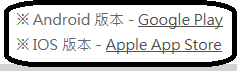 ※ Android 版本 - Google Play
※ IOS 版本 - Apple App Store